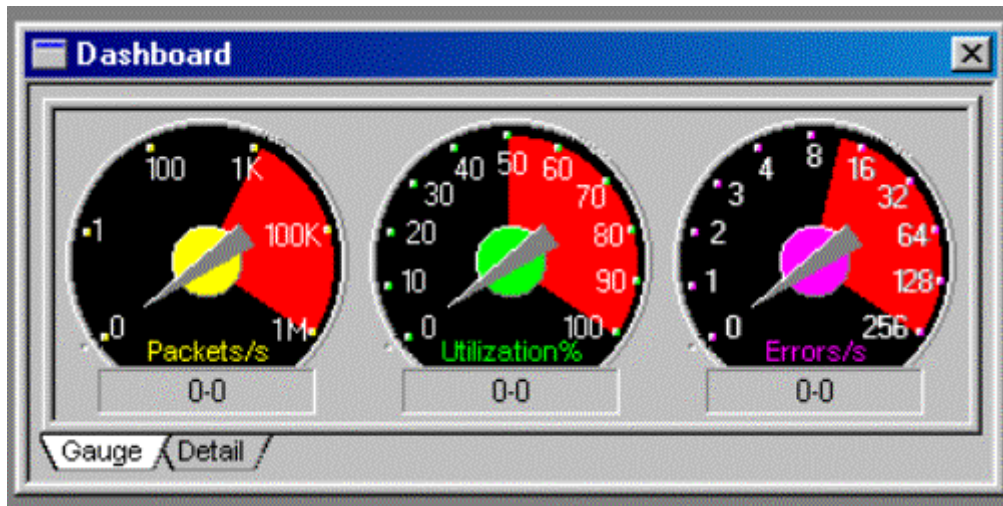 Dashboard
0 1 100 1K 100K 1M
Packets/s
0-0
0 10 20 30 40 50 60 70 80 90 100
Utilization%
0-0
0 1 2 3 4 8 16 32 64 128 256
Errors/s
0-0
Gauge Detail